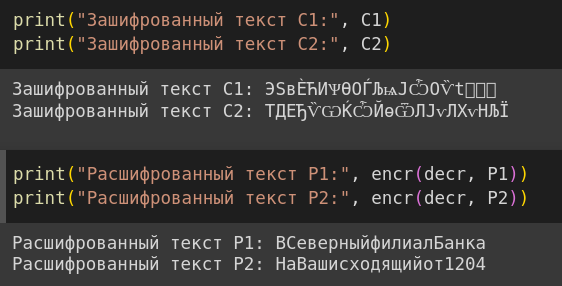 print("Зашифрованный текст C1:", C1)
print("Зашифрованный текст C2:", C2)
Зашифрованный текст C1:
Зашифрованный текст C2:
print("Расшифрованный текст P1:", encr(decr, P1))
print("Расшифрованный текст P2:", encr(decr, P2))
Расшифрованный текст P1: ВСеверныйфилиалБанка
Расшифрованный текст P2: НаВашисходящийот1204